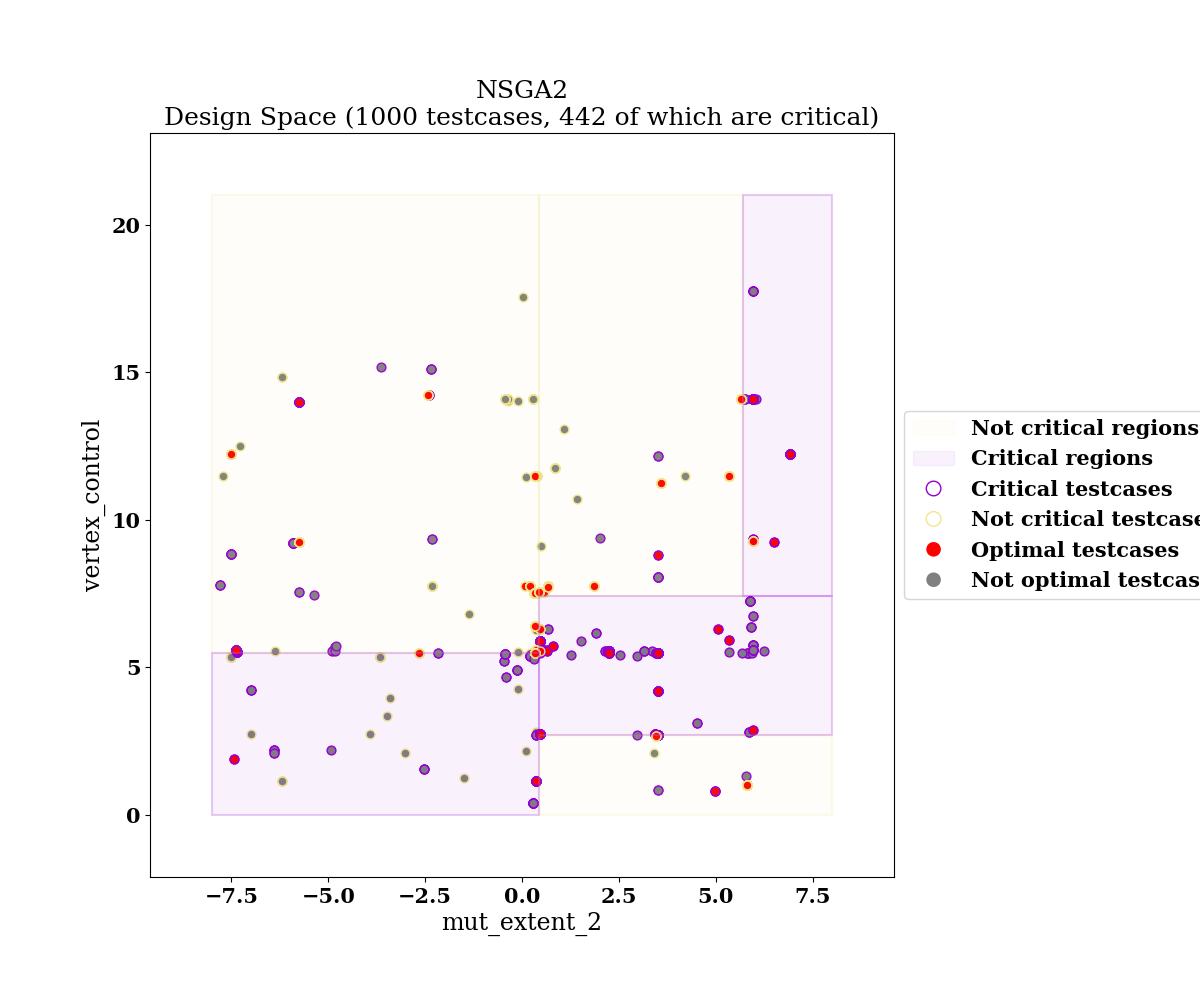 NSGA2
Design Space (1000 testcases, 442 of which are critical)
20
15
10
5
0
vertex_control
−7.5
−5.0
−2.5
0.0
2.5
5.0
7.5
mut_extent_2
Not critical regions
Critical regions
Critical testcases
Not critical testcase
Optimal testcases
Not optimal testcas